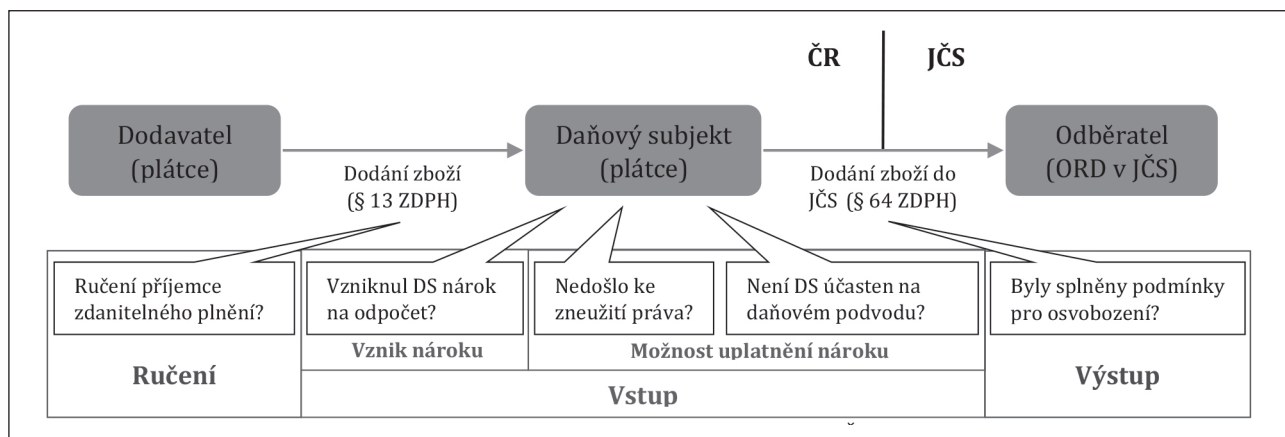 ČR
JČS
Dodavatel
(plátce)
Daňový subjekt
(plátce)
Odběratel
(ORD v JČS)
Dodání zboží
(§ 13 ZDPH)
Dodání zboží do
JČS (§ 64 ZDPH)
Ručení příjemce
zdanitelného plnění?
Vzniknul DS nárok
na odpočet?
Nedošlo ke
zneužití práva?
Není DS účasten na
daňovém podvodu?
Byly splněny podmínky
pro osvobození?
Vznik nároku
Možnost uplatnění nároku
Ručení
Vstup
Výstup